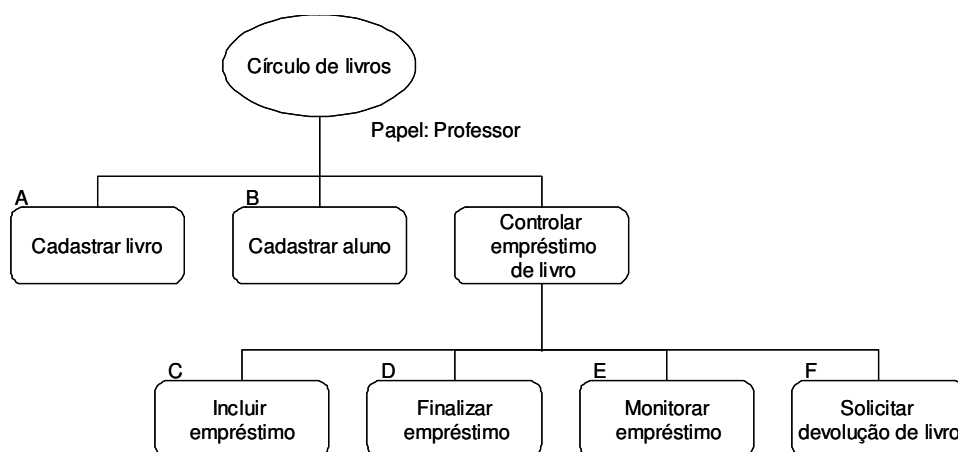 Círculo de livros
Papel: Professor
A
Cadastrar livro
B
Cadastrar aluno
Controlar
empréstimo
de livro
C
Incluir
empréstimo
D
Finalizar
empréstimo
E
Monitorar
empréstimo
F
Solicitar
devolução de livro